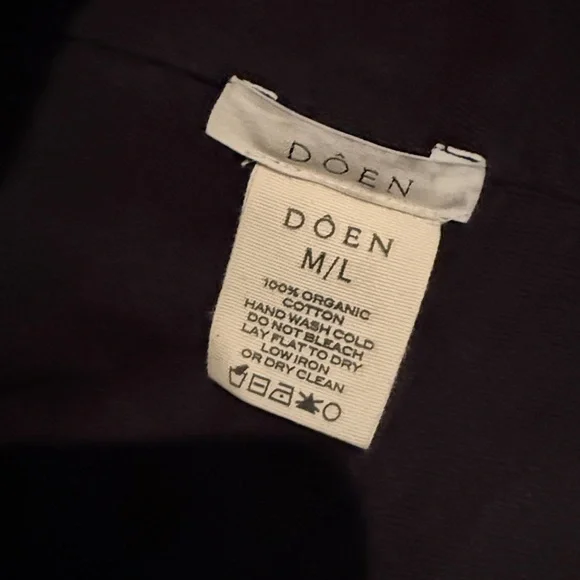 DÔEN
DÔEN
M/L
100% ORGANIC
COTTON
HAND WASH COLD
DO NOT BLEACH
LAY FLAT TO DRY
LOW IRON
OR DRY CLEAN